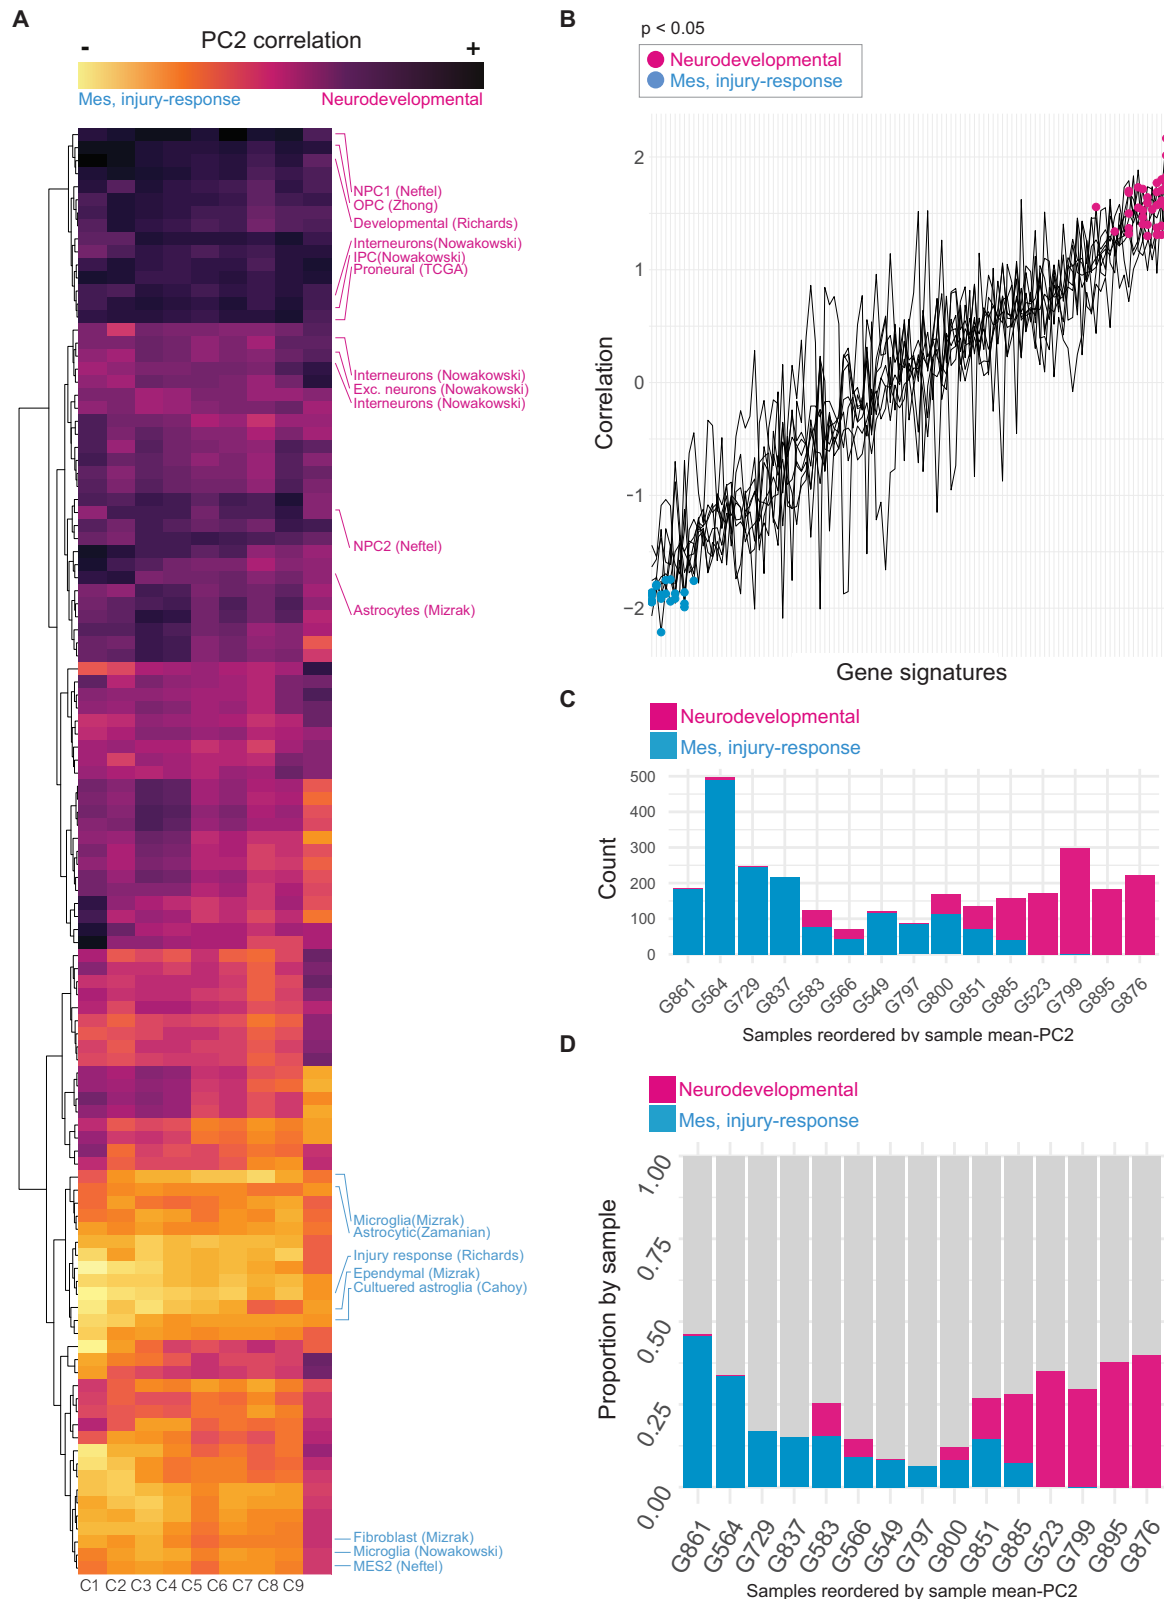 A
PC2 correlation
- +
Mes, injury-response Neurodevelopmental
NPC1 (Neftel)
OPC (Zhong)
Developmental (Richards)
Interneurons(Nowakowski)
IPC(Nowakowski)
Proneural (TCGA)
Interneurons (Nowakowski)
Exc. neurons (Nowakowski)
Interneurons (Nowakowski)
NPC2 (Neftel)
Astrocytes (Mizrak)
Microglia(Mizrak)
Astrocytic(Zamanian)
Injury response (Richards)
Ependymal (Mizrak)
Cultuered astroglia (Cahoy)
Fibroblast (Mizrak)
Microglia (Nowakowski)
MES2 (Neftel)
C1 C2 C3 C4 C5 C6 C7 C8 C9
B
p < 0.05
Neurodevelopmental
Mes, injury-response
Correlation
2
1
0
−1
−2
Gene signatures
C
Neurodevelopmental
Mes, injury-response
Count
500
400
300
200
100
0
G861 G564 G729 G837 G583 G566 G549 G797 G800 G851 G885 G523 G799 G895 G876
Samples reordered by sample mean-PC2
D
Neurodevelopmental
Mes, injury-response
Proportion by sample
1.00
0.75
0.50
0.25
0.00
G861 G564 G729 G837 G583 G566 G549 G797 G800 G851 G885 G523 G799 G895 G876
Samples reordered by sample mean-PC2